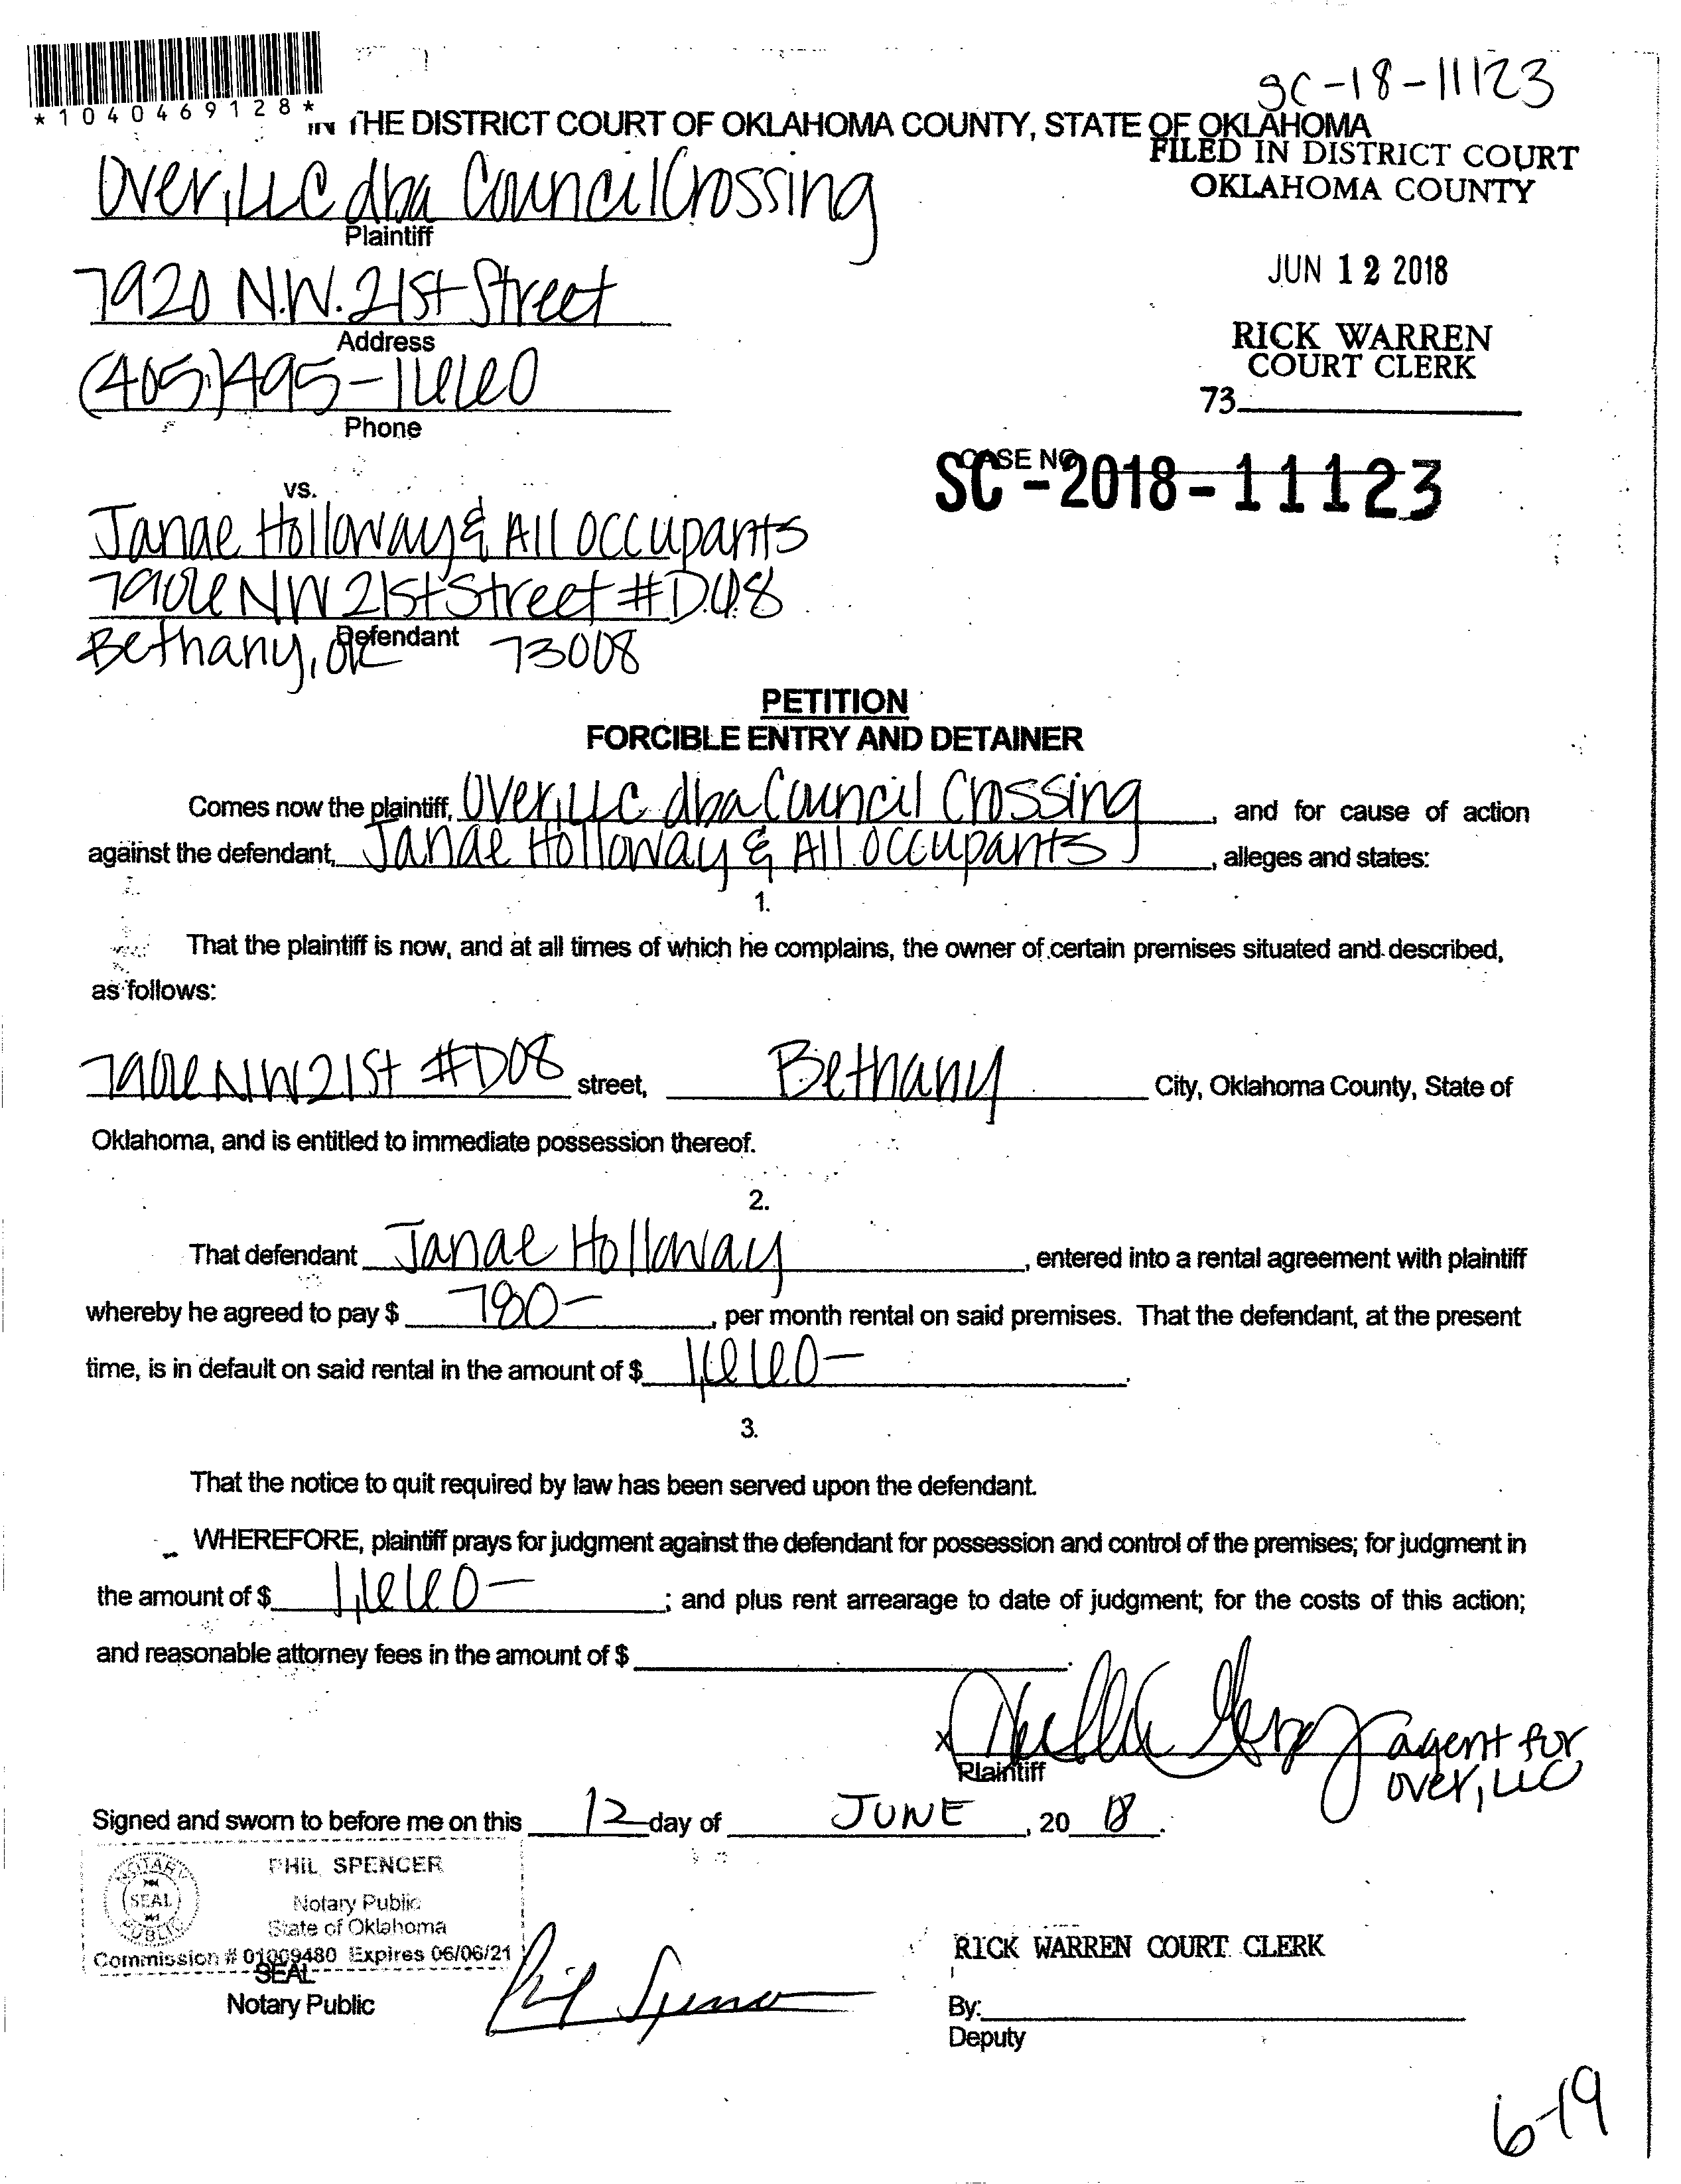 *1040469128*
SC-18-11123
IN THE DISTRICT COURT OF OKLAHOMA COUNTY, STATE OF OKLAHOMA
FILED IN DISTRICT COURT
OKLAHOMA COUNTY
Over, LLC dba Council Crossing
Plaintiff
JUN 12 2018
7920 N.W. 21st Street
Address
RICK WARREN
COURT CLERK
(405)495-1660
Phone
73
CASE NO
SC-2018-11123
vs.
Janae Holloway & All Occupants
7906 NW 21st Street #D08
Bethany, OK 73008
Defendant
PETITION
FORCIBLE ENTRY AND DETAINER
Comes now the plaintiff, Over, LLC dba Council Crossing, and for cause of action
against the defendant, Janae Holloway & All Occupants, alleges and states:
1.
That the plaintiff is now, and at all times of which he complains, the owner of certain premises situated and described,
as follows:
7906 NW 21st #D08 street, Bethany City, Oklahoma County, State of
Oklahoma, and is entitled to immediate possession thereof.
2.
That defendant Janae Holloway, entered into a rental agreement with plaintiff
whereby he agreed to pay $ 780-, per month rental on said premises. That the defendant, at the present
time, is in default on said rental in the amount of $ 1,660-.
3.
That the notice to quit required by law has been served upon the defendant.
WHEREFORE, plaintiff prays for judgment against the defendant for possession and control of the premises; for judgment in
the amount of $ 1,660-; and plus rent arrearage to date of judgment; for the costs of this action;
and reasonable attorney fees in the amount of $
x agent for
Over, LLC
Plaintiff
Signed and sworn to before me on this 12 day of JUNE, 20 18.
NOTARY
SEAL
PUBLIC
PHIL SPENCER
Notary Public
State of Oklahoma
Commission # 01009480 Expires 06/06/21
SEAL
Notary Public
Phil Spencer
RICK WARREN COURT CLERK
By:
Deputy
6-19